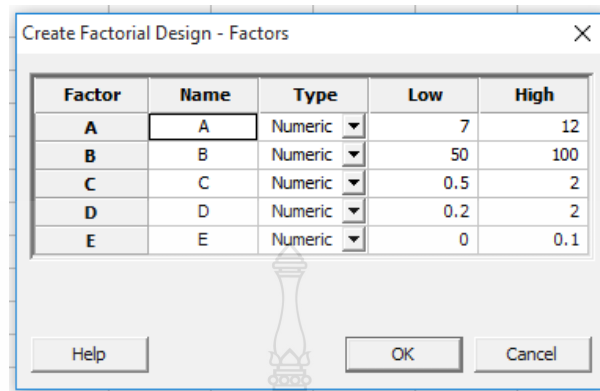 Create Factorial Design - Factors
Factor Name Type Low High
A A Numeric 7 12
B B Numeric 50 100
C C Numeric 0.5 2
D D Numeric 0.2 2
E E Numeric 0 0.1
Help OK Cancel